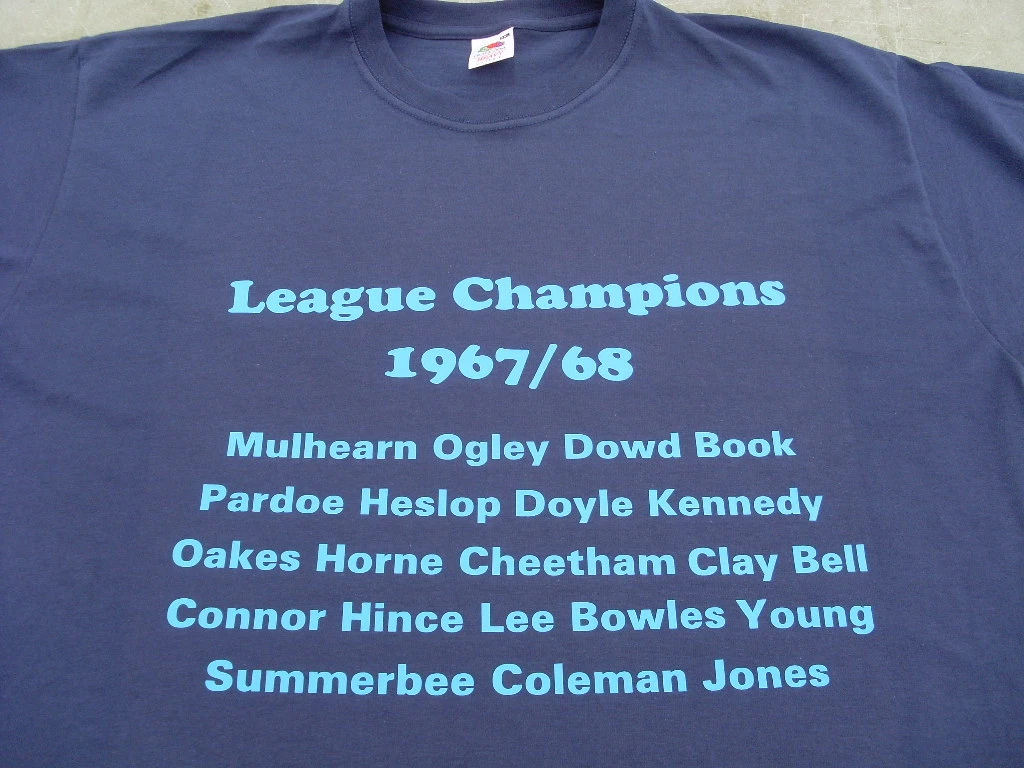 League Champions
1967/68
Mulhearn Ogley Dowd Book
Pardoe Heslop Doyle Kennedy
Oakes Horne Cheetham Clay Bell
Connor Hince Lee Bowles Young
Summerbee Coleman Jones